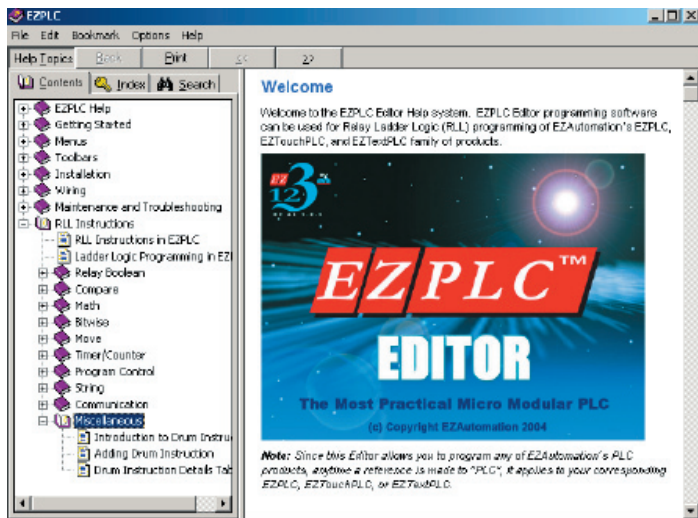 EZPLC
File Edit Bookmark Options Help
Help Topics Back Print << >>
Contents Index Search
EZPLC Help
Getting Started
Menus
Toolbars
Installation
Wiring
Maintenance and Troubleshooting
RLL Instructions
RLL Instructions in EZPLC
Ladder Logic Programming in EZ
Relay Boolean
Compare
Math
Bitwise
Move
Timer/Counter
Program Control
String
Communication
Miscellaneous
Introduction to Drum Instru
Adding Drum Instruction
Drum Instruction Details Tab
Welcome
Welcome to the EZPLC Editor Help system. EZPLC Editor programming software
can be used for Relay Ladder Logic (RLL) programming of EZAutomation's EZPLC,
EZTouchPLC, and EZTextPLC family of products.
EZ
123
EZPLC™
EDITOR
The Most Practical Micro Modular PLC
(c) Copyright EZAutomation 2004
Note: Since this Editor allows you to program any of EZAutomation's PLC
products, anytime a reference is made to "PLC", it applies to your corresponding
EZPLC, EZTouchPLC, or EZTextPLC.